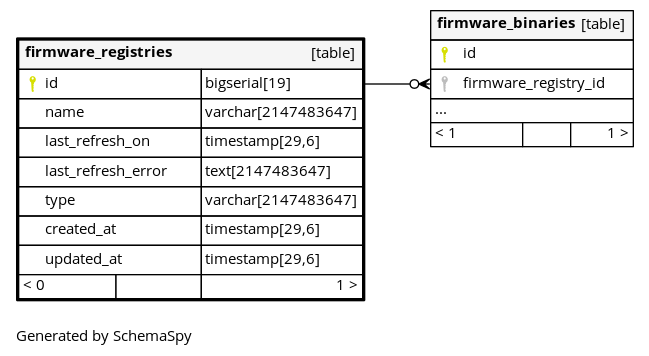 firmware_registries [table]
id bigserial[19]
name varchar[2147483647]
last_refresh_on timestamp[29,6]
last_refresh_error text[2147483647]
type varchar[2147483647]
created_at timestamp[29,6]
updated_at timestamp[29,6]
< 0 1 >
firmware_binaries [table]
id
firmware_registry_id
...
< 1 1 >
Generated by SchemaSpy